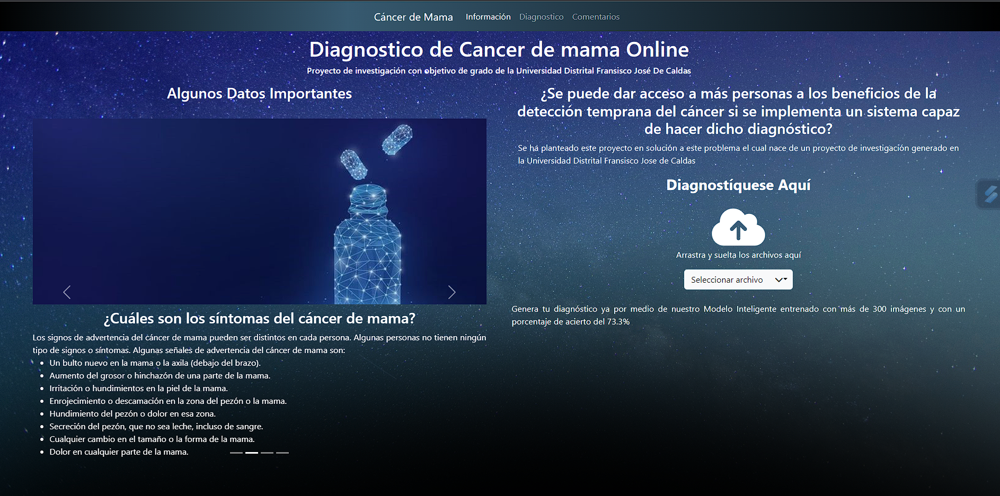 Cáncer de Mama Información Diagnostico Comentarios
Diagnostico de Cancer de mama Online
Proyecto de investigación con objetivo de grado de la Universidad Distrital Fransisco José De Caldas
Algunos Datos Importantes
¿Cuáles son los síntomas del cáncer de mama?
Los signos de advertencia del cáncer de mama pueden ser distintos en cada persona. Algunas personas no tienen ningún
tipo de signos o síntomas. Algunas señales de advertencia del cáncer de mama son:
• Un bulto nuevo en la mama o la axila (debajo del brazo).
• Aumento del grosor o hinchazón de una parte de la mama.
• Irritación o hundimientos en la piel de la mama.
• Enrojecimiento o descamación en la zona del pezón o la mama.
• Hundimiento del pezón o dolor en esa zona.
• Secreción del pezón, que no sea leche, incluso de sangre.
• Cualquier cambio en el tamaño o la forma de la mama.
• Dolor en cualquier parte de la mama.
¿Se puede dar acceso a más personas a los beneficios de la
detección temprana del cáncer si se implementa un sistema capaz
de hacer dicho diagnóstico?
Se há planteado este proyecto en solución a este problema el cual nace de un proyecto de investigación generado en
la Universidad Distrital Fransisco Jose de Caldas
Diagnostíquese Aquí
Arrastra y suelta los archivos aquí
Seleccionar archivo
Genera tu diagnóstico ya por medio de nuestro Modelo Inteligente entrenado con más de 300 imágenes y con un
porcentaje de acierto del 73.3%